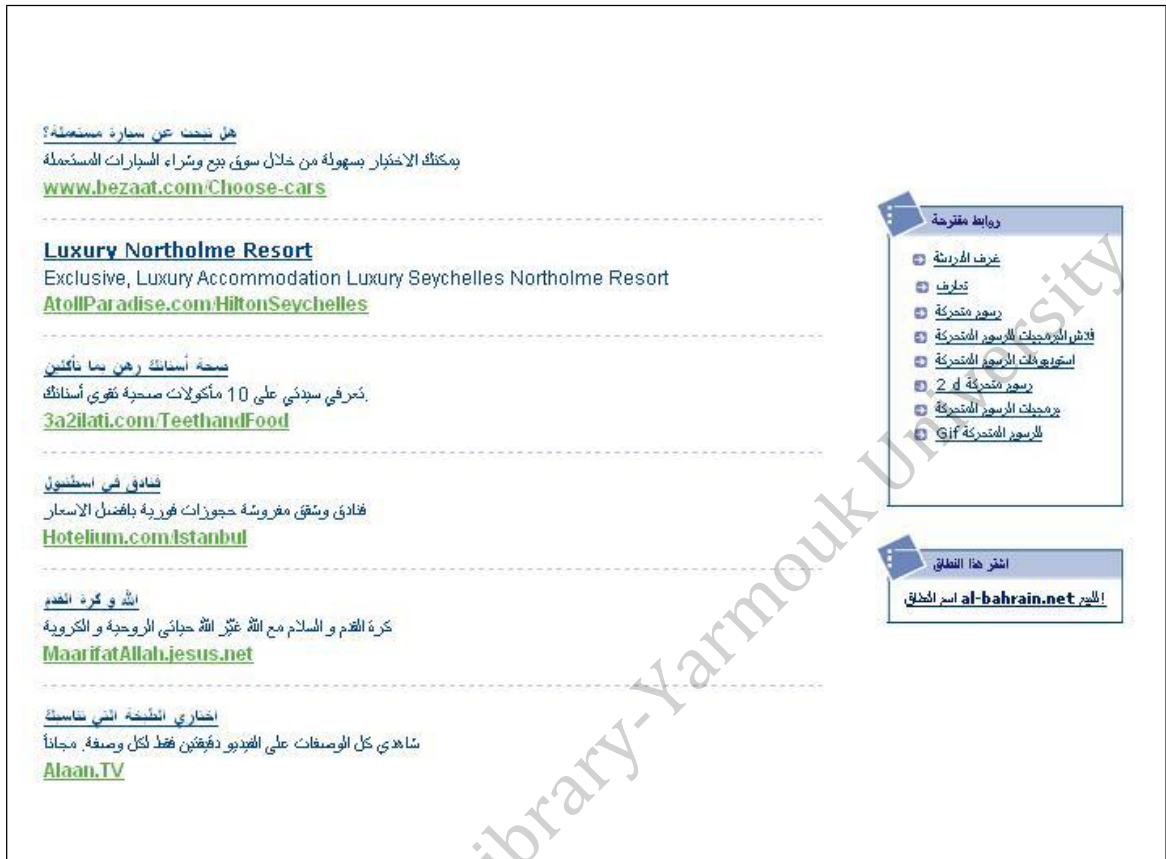 هل تبحث عن سيارة مستعملة؟
يمكنك الاختيار بسهولة من خلال سوق بيع وشراء السيارات المستعملة
www.bezaat.com/Choose-cars
Luxury Northolme Resort
Exclusive, Luxury Accommodation Luxury Seychelles Northolme Resort
AtollParadise.com/HiltonSeychelles
صحة أسنانك رهن بما تأكلين
.تعرفي سيدتي على 10 مأكولات صحية تقوي أسنانك
3a2ilati.com/TeethandFood
فنادق في اسطنبول
فنادق وشقق مفروشة حجوزات فورية بافضل الاسعار
Hotelium.com/Istanbul
الله و كرة القدم
كرة القدم و السلام مع الله غيّر الله حياتي الروحية و الكروية
MaarifatAllah.jesus.net
اختاري الطبخة التي تناسبك
شاهدي كل الوصفات على الفيديو دقيقتين فقط لكل وصفة. مجاناً
Alaan.TV
روابط مقترحة
غرف الدردشة
تعارف
رسوم متحركة
فلاش البرمجيات للرسوم المتحركة
استوديوهات الرسوم المتحركة
رسوم متحركة 2 d
برمجيات الرسوم المتحركة
للرسوم المتحركة Gif
اشتر هذا النطاق
اسم النطاق al-bahrain.net للبيع!
Library-Yarmouk University